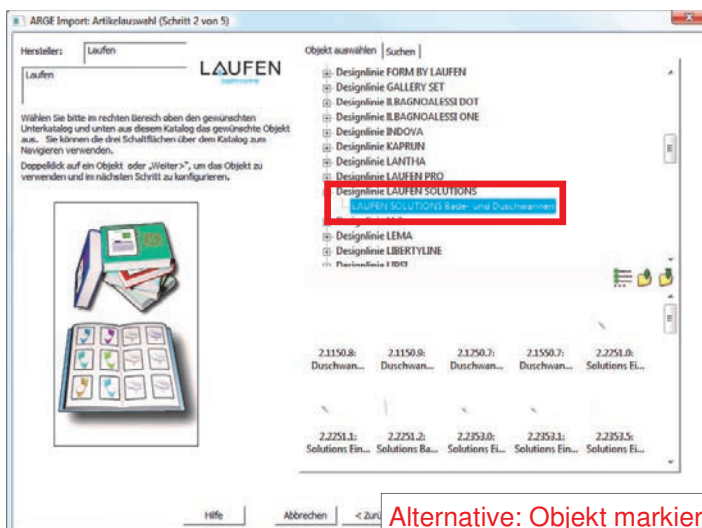 ARGE Import: Artikelauswahl (Schritt 2 von 5)
Hersteller:
Laufen
Laufen
LAUFEN
Wählen Sie bitte im rechten Bereich oben den gewünschten
Unterkatalog und unten aus diesem Katalog das gewünschte Objekt
aus. Sie können die drei Schaltflächen über dem Katalog zum
Navigieren verwenden.
Doppelklick auf ein Objekt oder „Weiter>", um das Objekt zu
verwenden und im nächsten Schritt zu konfigurieren.
Objekt auswählen
Suchen
Designlinie FORM BY LAUFEN
Designlinie GALLERY SET
Designlinie ILBAGNOALESSI DOT
Designlinie ILBAGNOALESSI ONE
Designlinie INDOVA
Designlinie KAPRUN
Designlinie LANTHA
Designlinie LAUFEN PRO
Designlinie LAUFEN SOLUTIONS
LAUFEN SOLUTIONS Bade- und Duschwannen
Designlinie LEMA
Designlinie LIBERTYLINE
Designlinie
2.1150.8: Duschwan...
2.1150.9: Duschwan...
2.1250.7: Duschwan...
2.1550.7: Duschwan...
2.2251.0: Solutions Ei...
2.2251.1: Solutions Ein...
2.2251.2: Solutions Ba...
2.2353.0: Solutions Ei...
2.2353.1: Solutions Ein...
2.2353.5: Solutions Ei...
Hilfe
Abbrechen
< Zurü
Alternative: Objekt markier